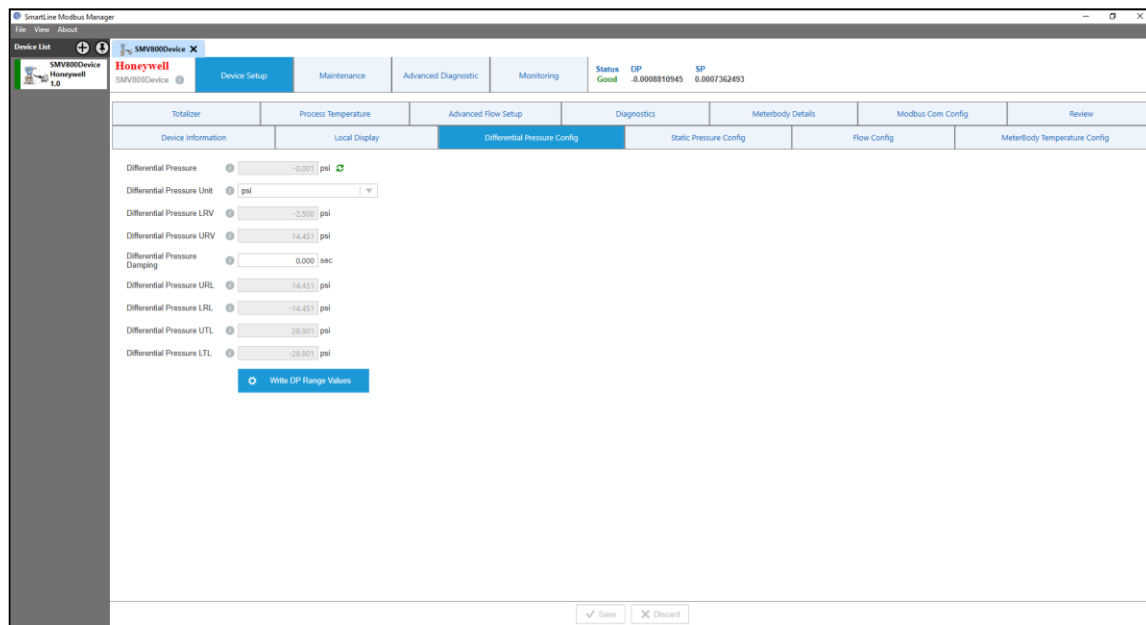 SmartLine Modbus Manager
File View About
Device List
SMV800Device
SMV800Device
Honeywell
1.0
Honeywell
SMV800Device
Device Setup
Maintenance
Advanced Diagnostic
Monitoring
Status DP SP
Good -0.0008810945 0.0007362493
Totalizer
Process Temperature
Advanced Flow Setup
Diagnostics
Meterbody Details
Modbus Com Config
Review
Device Information
Local Display
Differential Pressure Config
Static Pressure Config
Flow Config
MeterBody Temperature Config
Differential Pressure -0.001 psi
Differential Pressure Unit psi
Differential Pressure LRV -2.500 psi
Differential Pressure URV 14.451 psi
Differential Pressure
Damping 0.000 sec
Differential Pressure URL 14.451 psi
Differential Pressure LRL -14.451 psi
Differential Pressure UTL 28.901 psi
Differential Pressure LTL -28.901 psi
Write DP Range Values
Save Discard